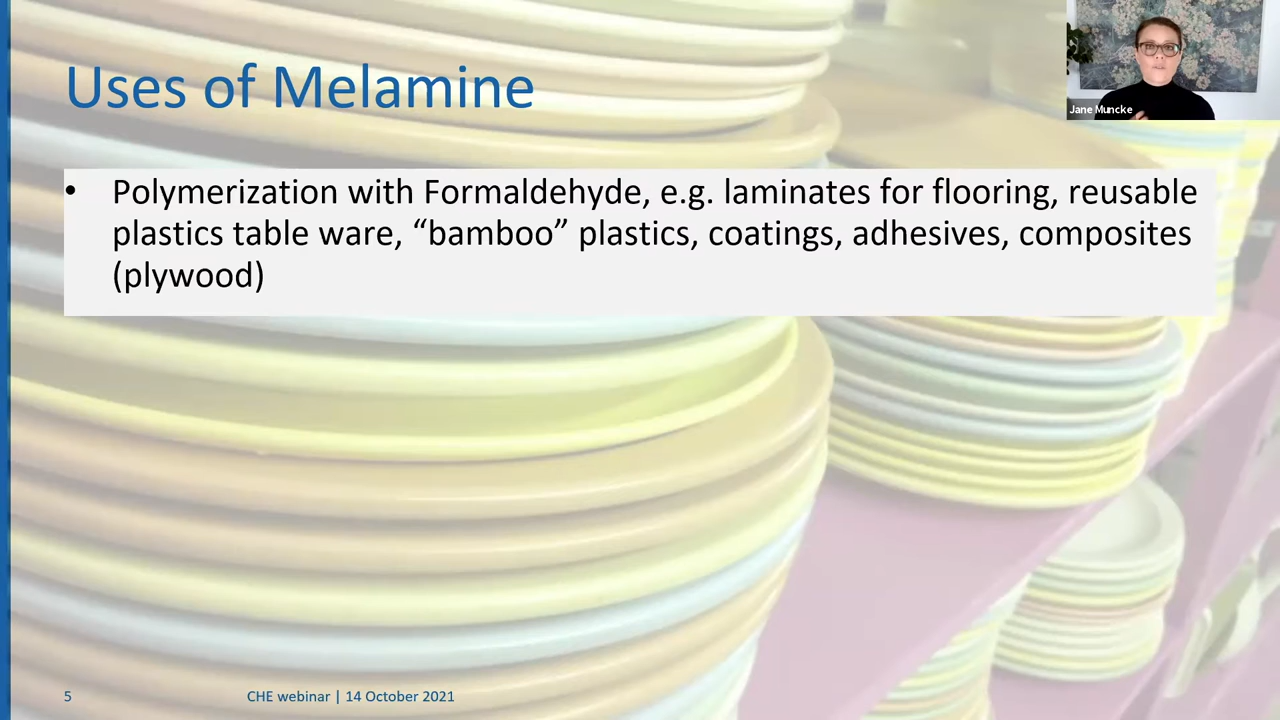 Uses of Melamine
Jane Muncke
• Polymerization with Formaldehyde, e.g. laminates for flooring, reusable
plastics table ware, “bamboo” plastics, coatings, adhesives, composites
(plywood)
5 CHE webinar | 14 October 2021